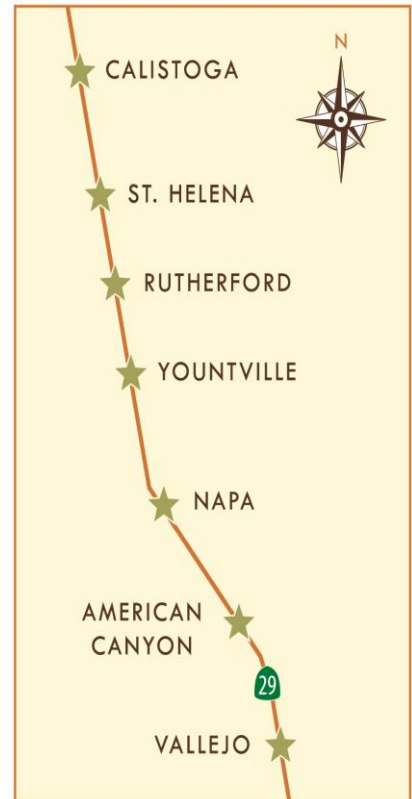 N
CALISTOGA
ST. HELENA
RUTHERFORD
YOUNTVILLE
NAPA
AMERICAN
CANYON
29
VALLEJO